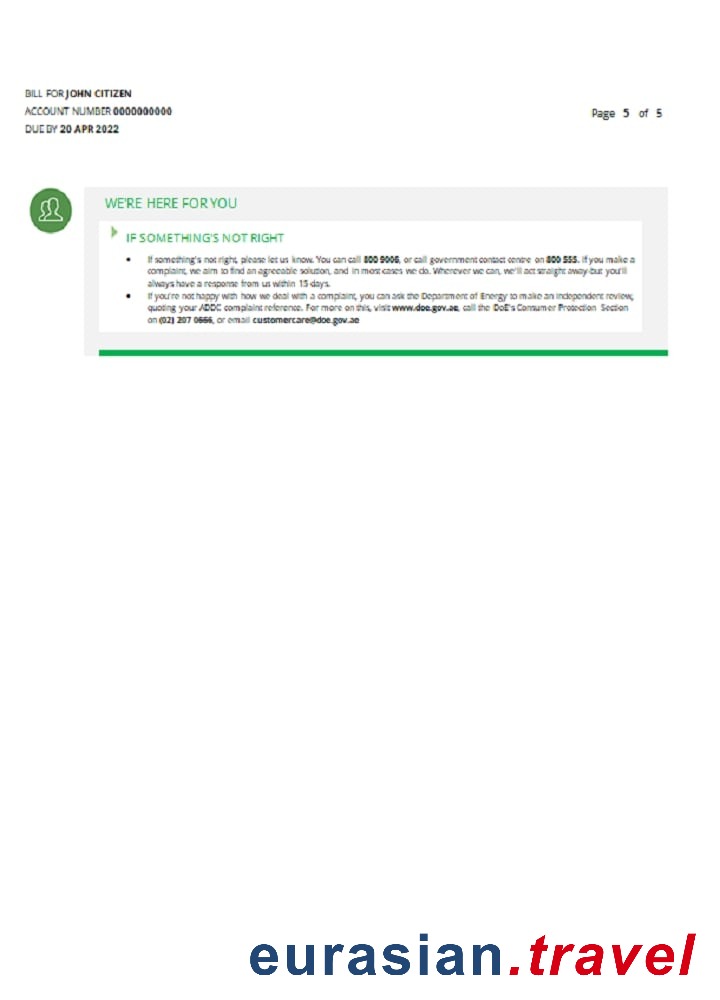 BILL FOR JOHN CITIZEN
ACCOUNT NUMBER 0000000000
DUE BY 20 APR 2022
Page 5 of 5
WE'RE HERE FOR YOU
IF SOMETHING'S NOT RIGHT
• If something's not right, please let us know. You can call 800 9008, or call government contact centre on 800 555. If you make a
complaint, we aim to find an agreeable solution, and in most cases we do. Wherever we can, we'll act straight away-but you'll
always have a response from us within 15 days.
• If you're not happy with how we deal with a complaint, you can ask the Department of Energy to make an independent review,
quoting your ADDC complaint reference. For more on this, visit www.doe.gov.ae, call the DoE's Consumer Protection Section
on (02) 207 0666, or email customercare@doe.gov.ae
eurasian.travel